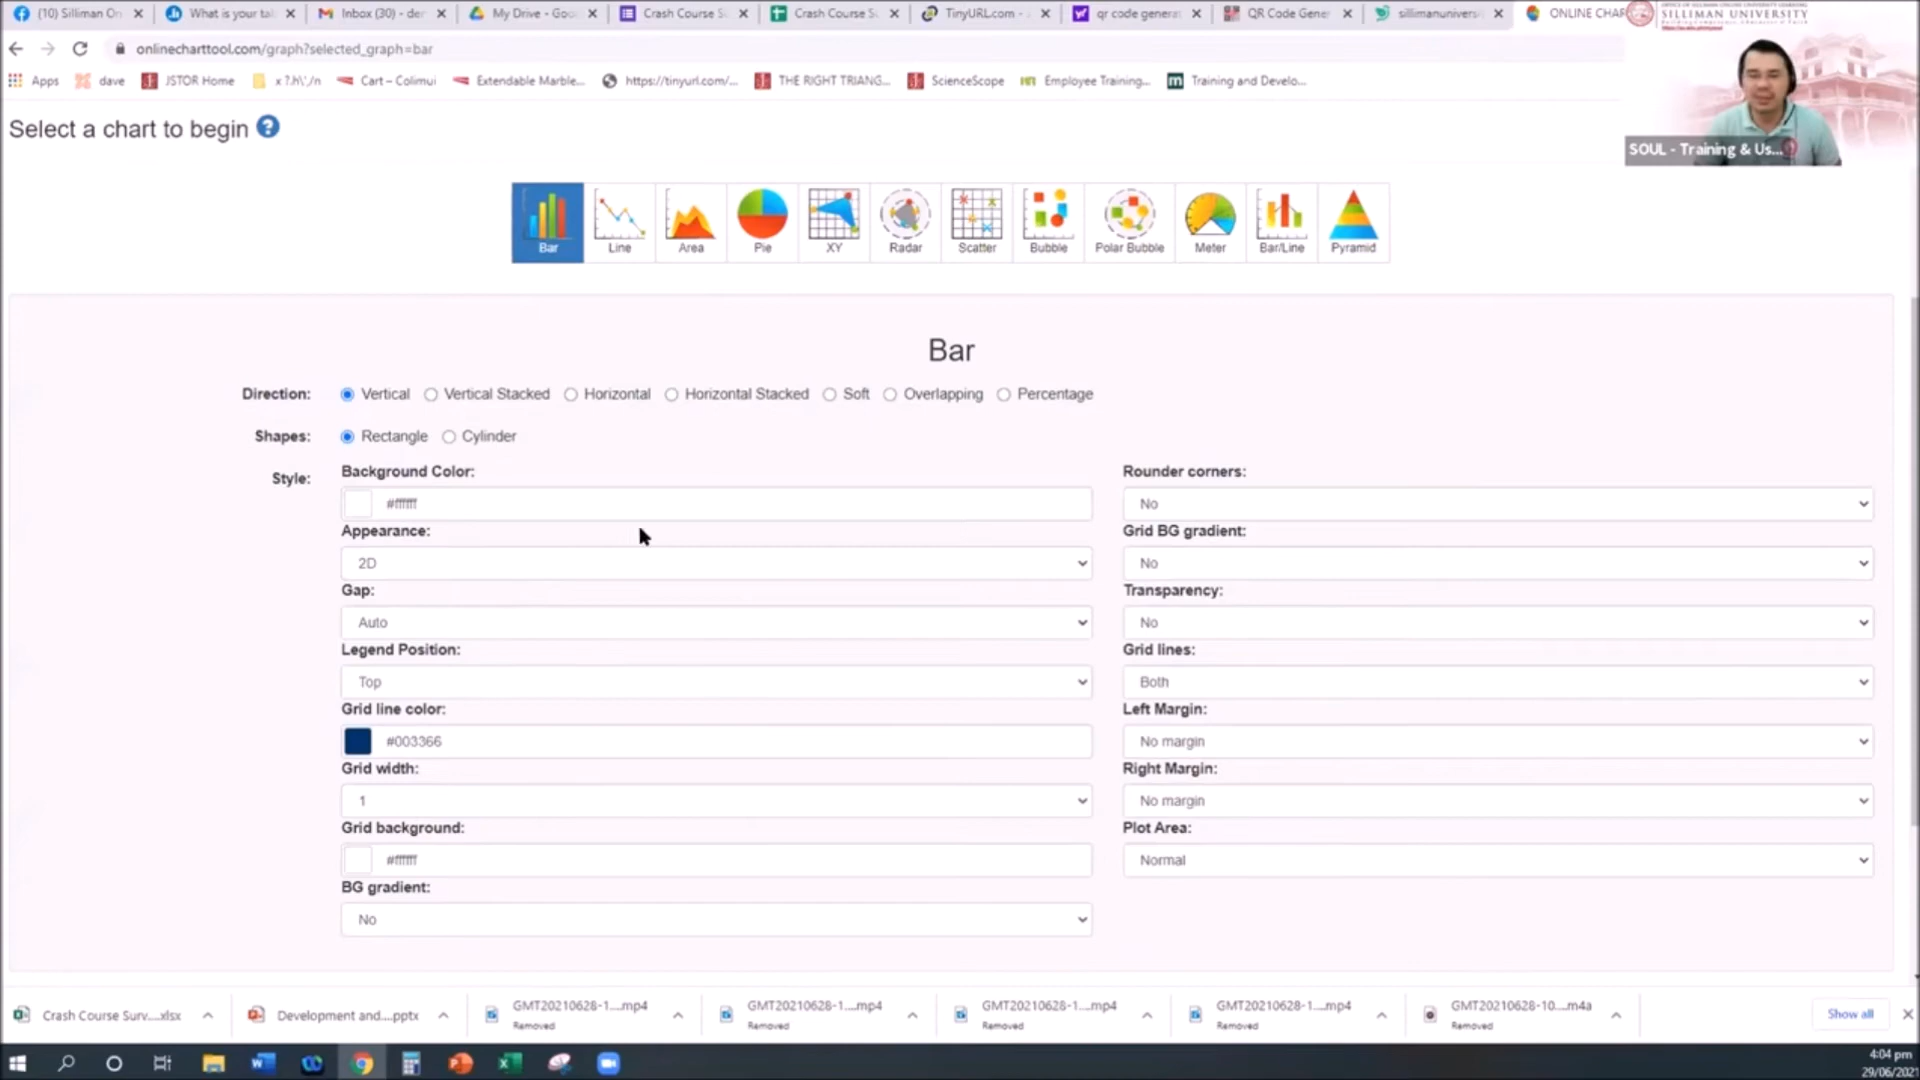 (10) Silliman On
What is your tal
Inbox (30) - der
My Drive - Goo
Crash Course S
Crash Course S
TinyURL.com -
qr code generat
QR Code Gene
sillimanunivers
ONLINE CHAR
SILLIMAN UNIVERSITY
onlinecharttool.com/graph?selected_graph=bar
Apps
dave
JSTOR Home
x ?.h\'./n
Cart – Colimui
Extendable Marble...
https://tinyurl.com/...
THE RIGHT TRIANG...
ScienceScope
Employee Training...
Training and Develo...
Select a chart to begin ?
SOUL - Training & Us...
Bar
Line
Area
Pie
XY
Radar
Scatter
Bubble
Polar Bubble
Meter
Bar/Line
Pyramid
Bar
Direction: Vertical Vertical Stacked Horizontal Horizontal Stacked Soft Overlapping Percentage
Shapes: Rectangle Cylinder
Style:
Background Color:
#ffffff
Appearance:
2D
Gap:
Auto
Legend Position:
Top
Grid line color:
#003366
Grid width:
1
Grid background:
#ffffff
BG gradient:
No
Rounder corners:
No
Grid BG gradient:
No
Transparency:
No
Grid lines:
Both
Left Margin:
No margin
Right Margin:
No margin
Plot Area:
Normal
Crash Course Surv....xlsx
Development and....pptx
GMT20210628-1....mp4
Removed
GMT20210628-1....mp4
Removed
GMT20210628-1....mp4
Removed
GMT20210628-1....mp4
Removed
GMT20210628-10....m4a
Removed
Show all
4:04 pm
29/06/2021